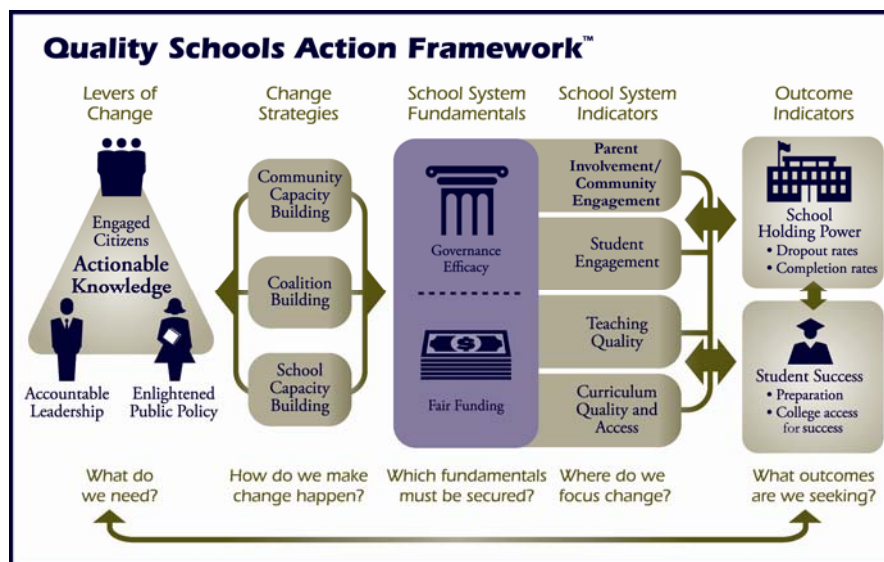 Quality Schools Action Framework™
Levers of
Change
Change
Strategies
School System
Fundamentals
School System
Indicators
Outcome
Indicators
Engaged
Citizens
Actionable
Knowledge
Accountable
Leadership
Enlightened
Public Policy
Community
Capacity
Building
Coalition
Building
School
Capacity
Building
Governance
Efficacy
Fair Funding
Parent
Involvement/
Community
Engagement
Student
Engagement
Teaching
Quality
Curriculum
Quality and
Access
School
Holding Power
• Dropout rates
• Completion rates
Student Success
• Preparation
• College access
for success
What do
we need?
How do we make
change happen?
Which fundamentals
must be secured?
Where do we
focus change?
What outcomes
are we seeking?